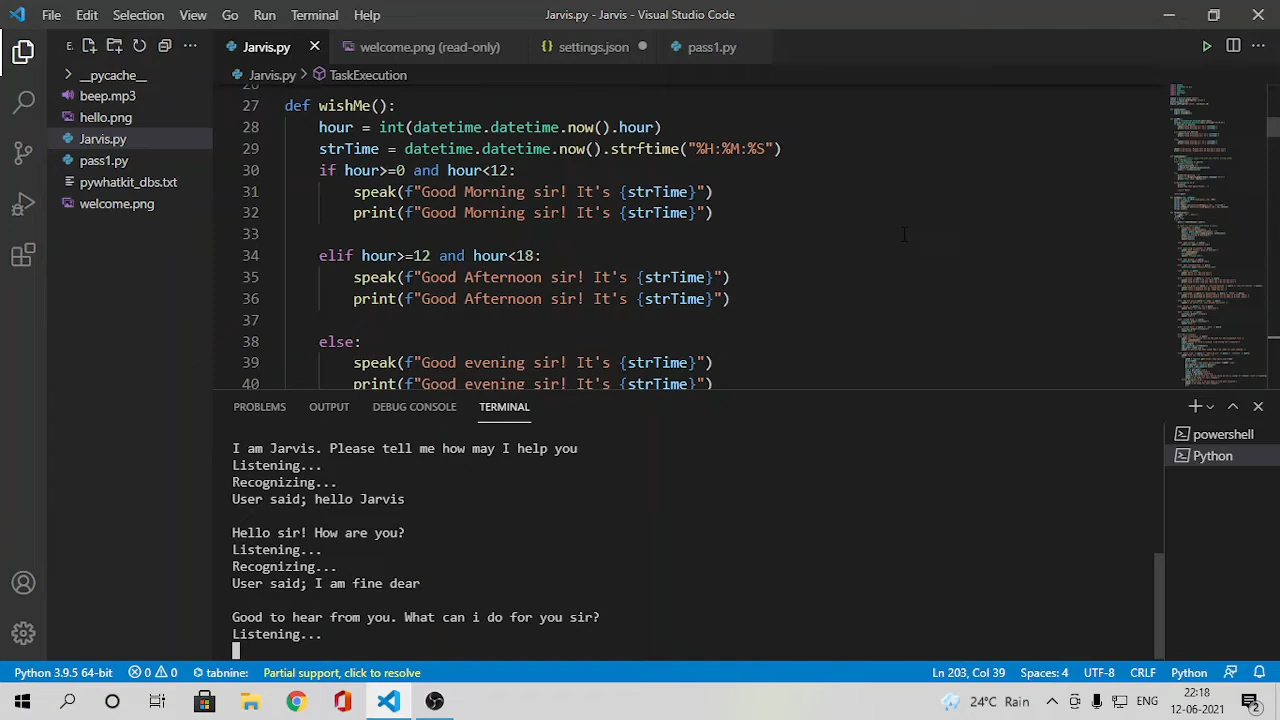 File Edit Selection View Go Run Terminal Help
Jarvis.py - Jarvis - Visual Studio Code
E.
Jarvis.py
welcome.png (read-only)
settings.json
pass1.py
Jarvis.py > TaskExecution
__pycache__
beep.mp3
hello.png
Jarvis.py
pass1.py
pywhatkit_dbs.txt
welcome.png
26
27 def wishMe():
28 hour = int(datetime.datetime.now().hour)
29 strTime = datetime.datetime.now().strftime("%H:%M:%S")
30 if hour>=0 and hour<12:
31 speak(f"Good Morning sir! it's {strTime}")
32 print(f"Good Morning sir! it's {strTime}")
33
34 elif hour>=12 and hour<18:
35 speak(f"Good Afternoon sir! It's {strTime}")
36 print(f"Good Afternoon sir! it's {strTime}")
37
38 else:
39 speak(f"Good evening sir! it's {strTime}")
40 print(f"Good evening sir! it's {strTime}")
PROBLEMS OUTPUT DEBUG CONSOLE TERMINAL
powershell
Python
I am Jarvis. Please tell me how may I help you
Listening...
Recognizing...
User said; hello Jarvis
Hello sir! How are you?
Listening...
Recognizing...
User said; I am fine dear
Good to hear from you. What can i do for you sir?
Listening...
Python 3.9.5 64-bit 0 0 tabnine: Partial support, click to resolve
Ln 203, Col 39 Spaces: 4 UTF-8 CRLF Python
24°C Rain
ENG
22:18
12-06-2021
2